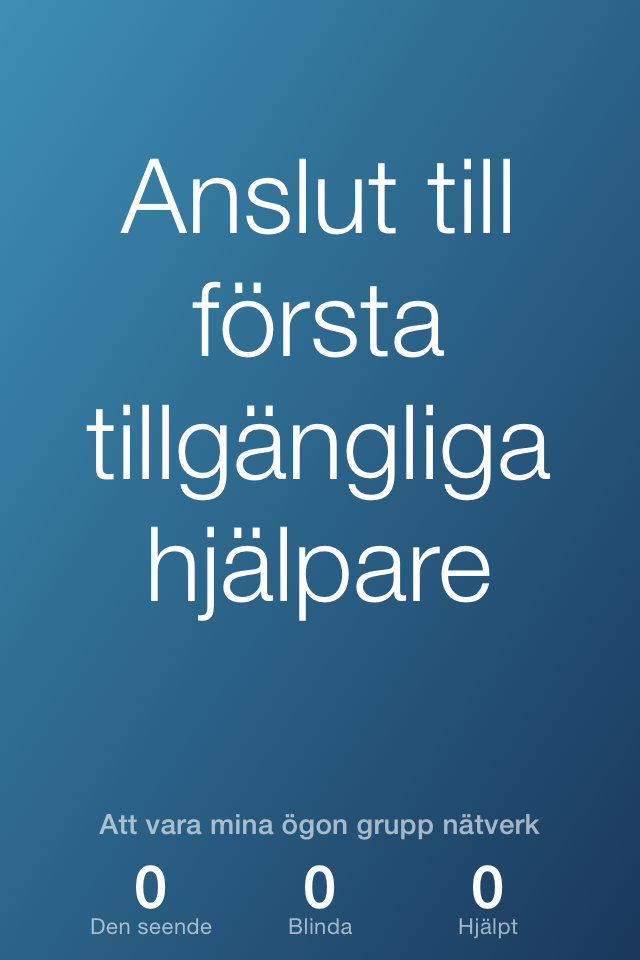 Anslut till
första
tillgängliga
hjälpare
Att vara mina ögon grupp nätverk
0 0 0
Den seende Blinda Hjälpt